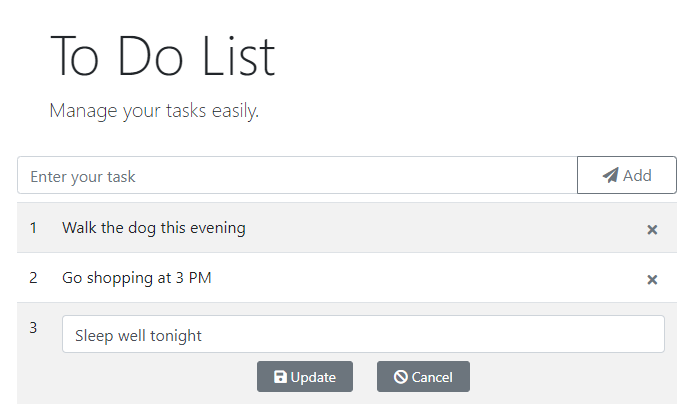 To Do List
Manage your tasks easily.
Enter your task Add
1 Walk the dog this evening
2 Go shopping at 3 PM
3 Sleep well tonight
Update Cancel